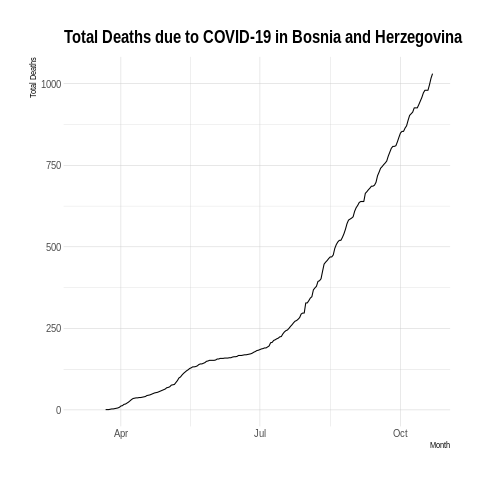 Total Deaths due to COVID-19 in Bosnia and Herzegovina
Total Deaths
1000
750
500
250
0
Apr Jul Oct
Month